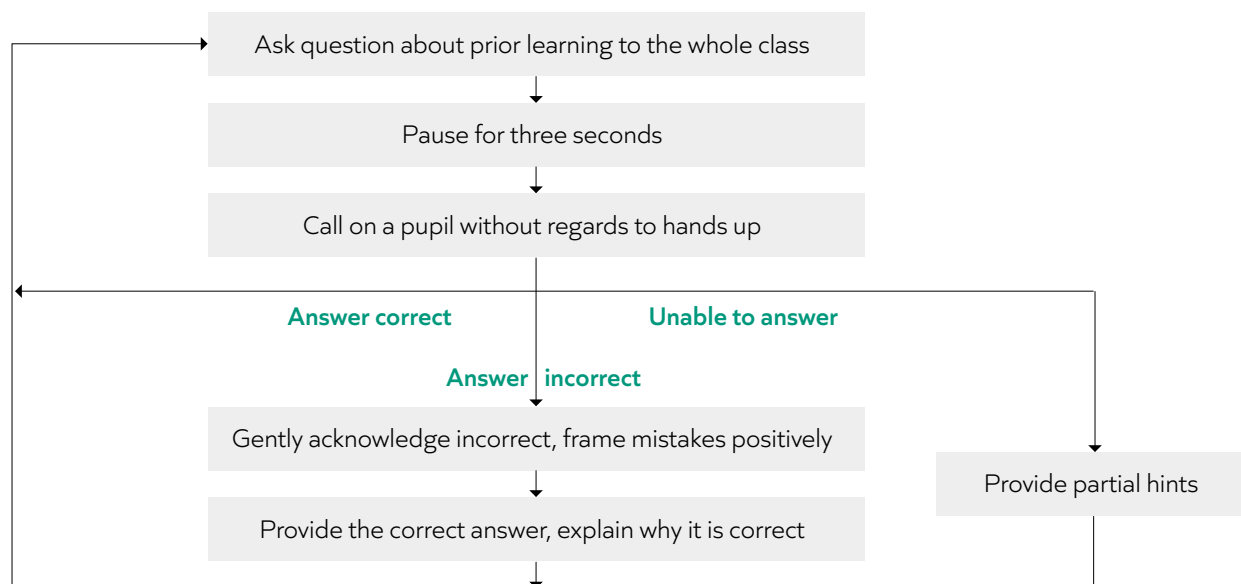 Ask question about prior learning to the whole class
Pause for three seconds
Call on a pupil without regards to hands up
Answer correct
Unable to answer
Answer incorrect
Gently acknowledge incorrect, frame mistakes positively
Provide partial hints
Provide the correct answer, explain why it is correct